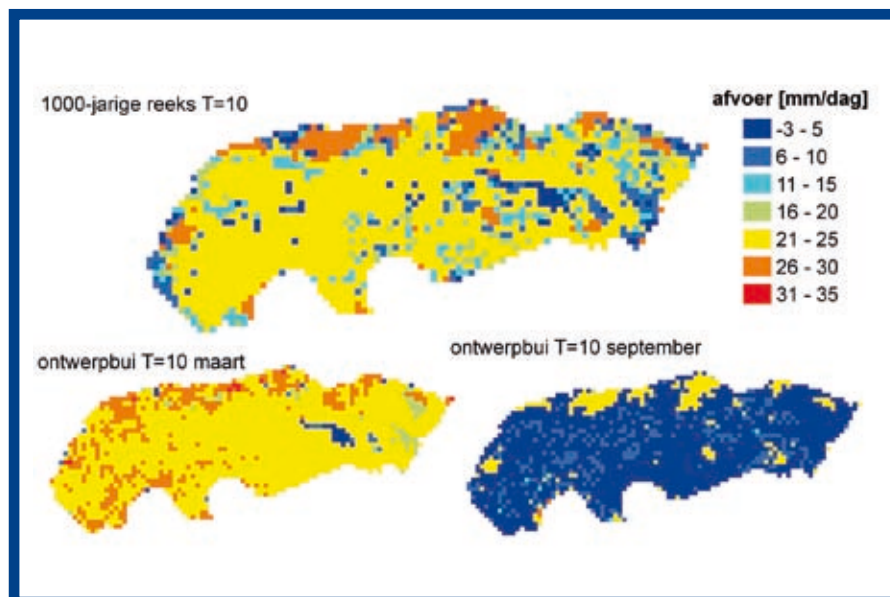 1000-jarige reeks T=10
afvoer [mm/dag]
-3 - 5
6 - 10
11 - 15
16 - 20
21 - 25
26 - 30
31 - 35
ontwerpbui T=10 maart
ontwerpbui T=10 september